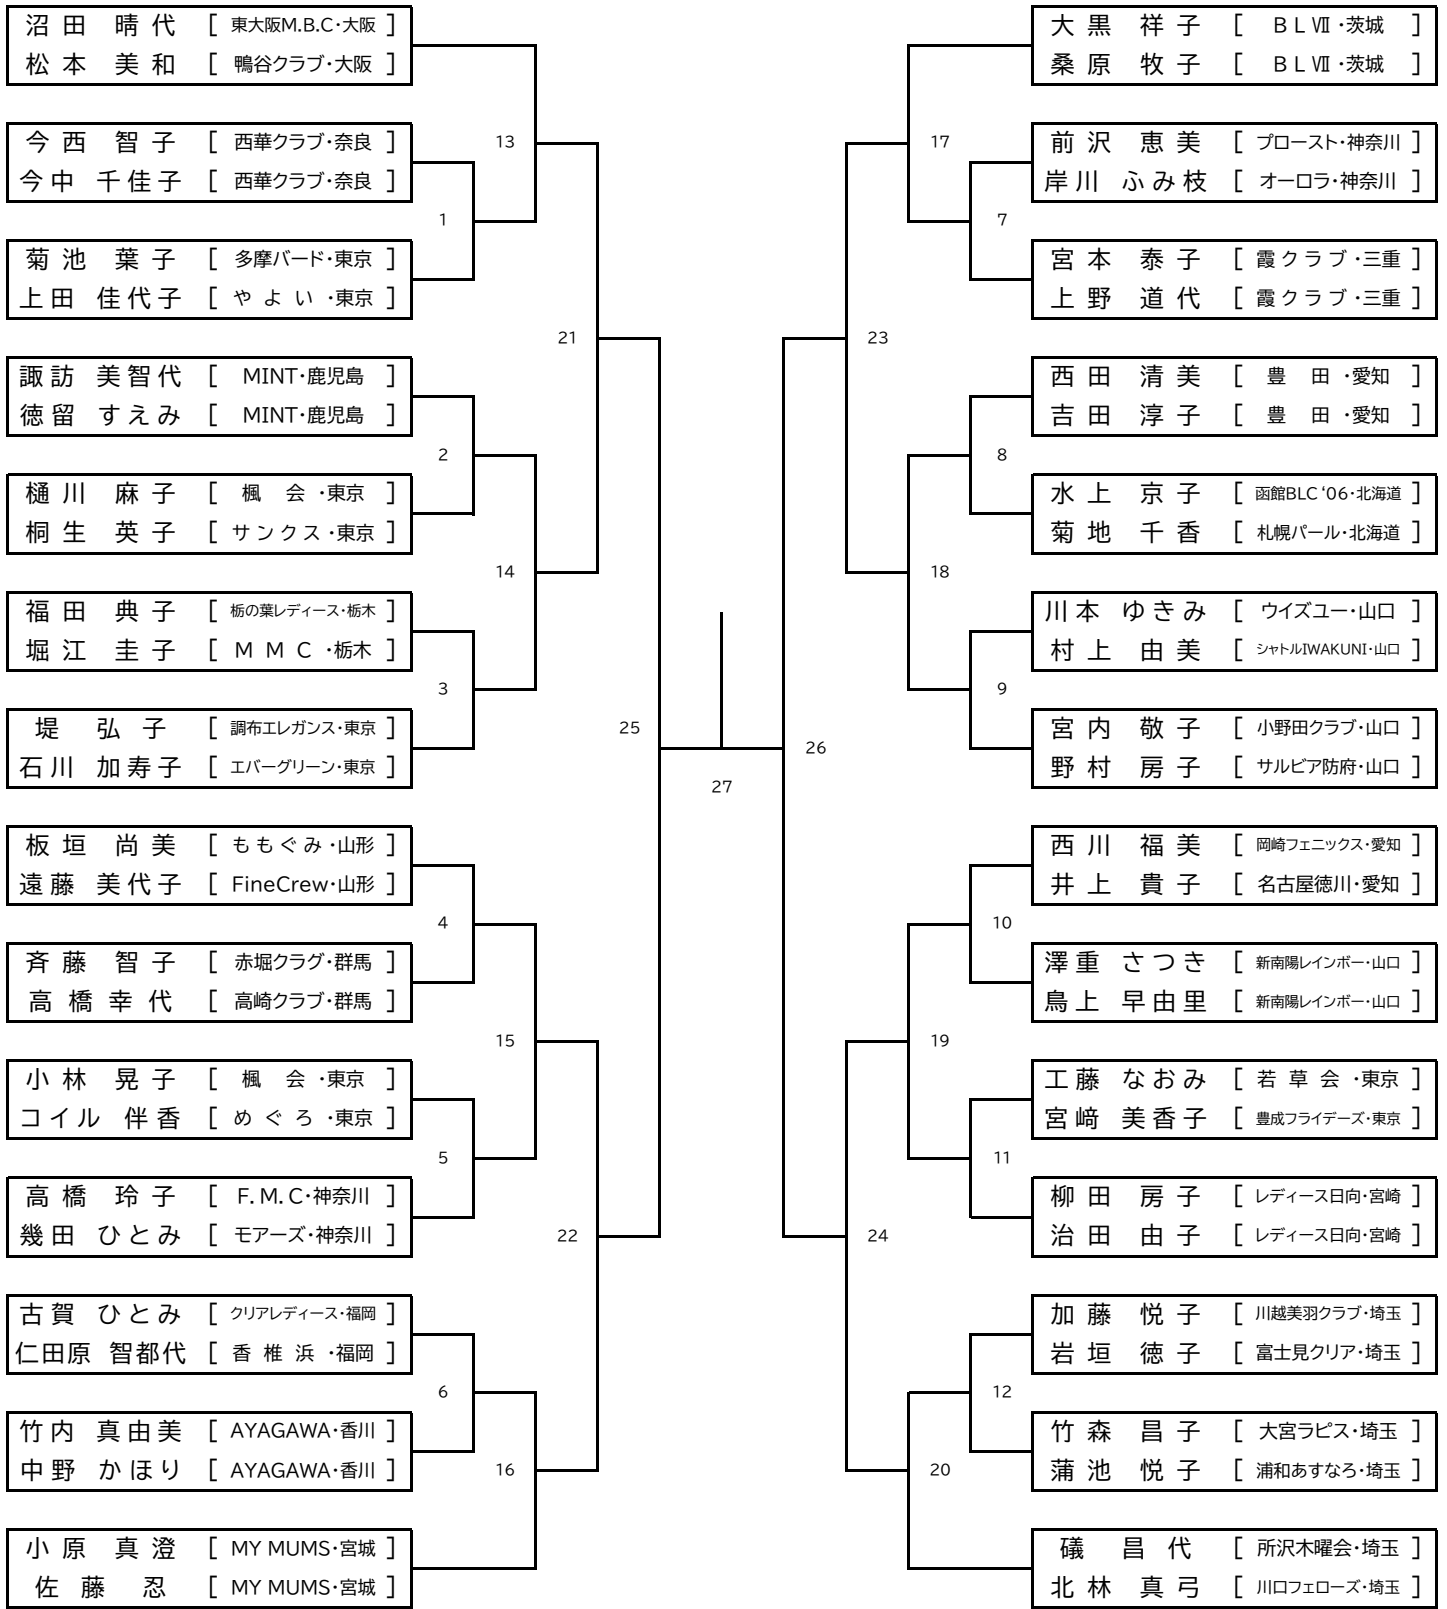 沼田 晴代 [ 東大阪M.B.C・大阪 ]
松本 美和 [ 鴨谷クラブ・大阪 ]
今西 智子 [ 西華クラブ・奈良 ]
今中 千佳子 [ 西華クラブ・奈良 ]
菊池 葉子 [ 多摩バード・東京 ]
上田 佳代子 [ やよい・東京 ]
諏訪 美智代 [ MINT・鹿児島 ]
徳留 すえみ [ MINT・鹿児島 ]
樋川 麻子 [ 楓会・東京 ]
桐生 英子 [ サンクス・東京 ]
福田 典子 [ 栃の葉レディース・栃木 ]
堀江 圭子 [ MMC・栃木 ]
堤 弘子 [ 調布エレガンス・東京 ]
石川 加寿子 [ エバーグリーン・東京 ]
板垣 尚美 [ ももぐみ・山形 ]
遠藤 美代子 [ FineCrew・山形 ]
斉藤 智子 [ 赤堀クラグ・群馬 ]
高橋幸代 [ 高崎クラブ・群馬 ]
小林 晃子 [ 楓会・東京 ]
コイル 伴香 [ めぐろ・東京 ]
高橋 玲子 [ F.M.C・神奈川 ]
幾田 ひとみ [ モアーズ・神奈川 ]
古賀 ひとみ [ クリアレディース・福岡 ]
仁田原 智都代 [ 香椎浜・福岡 ]
竹内 真由美 [ AYAGAWA・香川 ]
中野 かほり [ AYAGAWA・香川 ]
小原 真澄 [ MY MUMS・宮城 ]
佐藤 忍 [ MY MUMS・宮城 ]
1
2
3
4
5
6
13
14
15
16
21
22
25
27
26
23
24
17
18
19
20
7
8
9
10
11
12
大黒 祥子 [ BLⅦ・茨城 ]
桑原 牧子 [ BLⅦ・茨城 ]
前沢 恵美 [ プロースト・神奈川 ]
岸川 ふみ枝 [ オーロラ・神奈川 ]
宮本 泰子 [ 霞クラブ・三重 ]
上野 道代 [ 霞クラブ・三重 ]
西田 清美 [ 豊田・愛知 ]
吉田 淳子 [ 豊田・愛知 ]
水上 京子 [ 函館BLC‘06・北海道 ]
菊地 千香 [ 札幌パール・北海道 ]
川本 ゆきみ [ ウイズユー・山口 ]
村上 由美 [ シャトルIWAKUNI・山口 ]
宮内 敬子 [ 小野田クラブ・山口 ]
野村 房子 [ サルビア防府・山口 ]
西川 福美 [ 岡崎フェニックス・愛知 ]
井上 貴子 [ 名古屋徳川・愛知 ]
澤重 さつき [ 新南陽レインボー・山口 ]
鳥上 早由里 [ 新南陽レインボー・山口 ]
工藤 なおみ [ 若草会・東京 ]
宮﨑 美香子 [ 豊成フライデーズ・東京 ]
柳田 房子 [ レディース日向・宮崎 ]
治田 由子 [ レディース日向・宮崎 ]
加藤 悦子 [ 川越美羽クラブ・埼玉 ]
岩垣 徳子 [ 富士見クリア・埼玉 ]
竹森 昌子 [ 大宮ラピス・埼玉 ]
蒲池 悦子 [ 浦和あすなろ・埼玉 ]
礒 昌代 [ 所沢木曜会・埼玉 ]
北林 真弓 [ 川口フェローズ・埼玉 ]